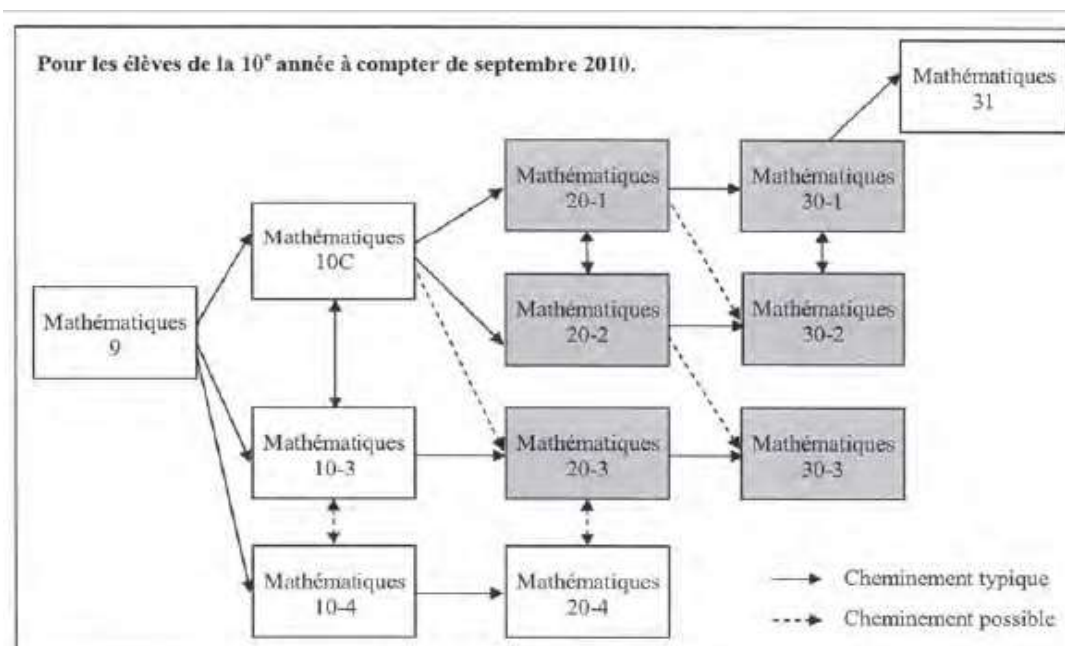 Pour les élèves de la 10e année à compter de septembre 2010.
Mathématiques
31
Mathématiques
20-1
Mathématiques
30-1
Mathématiques
10C
Mathématiques
9
Mathématiques
20-2
Mathématiques
30-2
Mathématiques
10-3
Mathématiques
20-3
Mathématiques
30-3
Mathématiques
10-4
Mathématiques
20-4
Cheminement typique
Cheminement possible